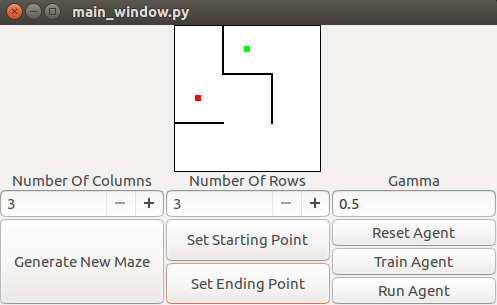 main_window.py
Number Of Columns
Number Of Rows
Gamma
3
3
0.5
Generate New Maze
Set Starting Point
Set Ending Point
Reset Agent
Train Agent
Run Agent